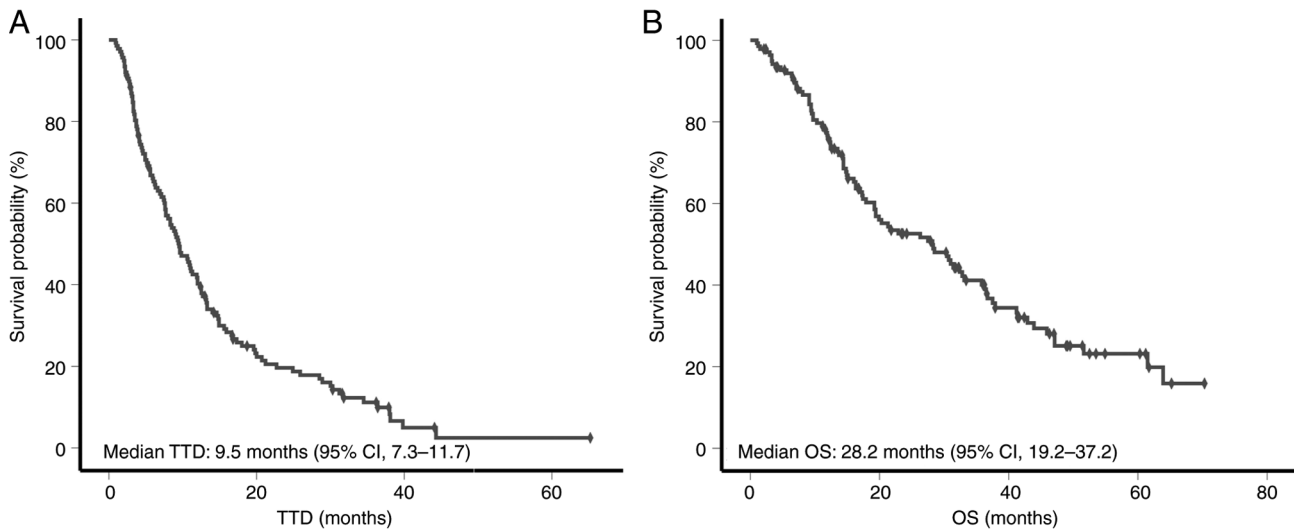 A
100
80
60
40
20
0
Survival probability (%)
Median TTD: 9.5 months (95% CI, 7.3–11.7)
0 20 40 60
TTD (months)
B
100
80
60
40
20
0
Survival probability (%)
Median OS: 28.2 months (95% CI, 19.2–37.2)
0 20 40 60 80
OS (months)